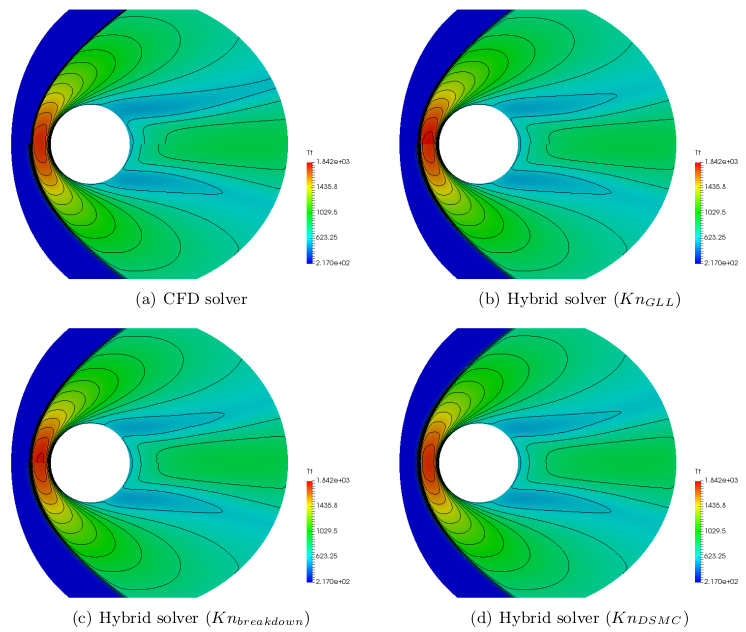 Tt
1.842e+03
1435.8
1029.5
623.25
2.170e+02
(a) CFD solver
Tt
1.842e+03
1435.8
1029.5
623.25
2.170e+02
(b) Hybrid solver (Kn_GLL)
Tt
1.842e+03
1435.8
1029.5
623.25
2.170e+02
(c) Hybrid solver (Kn_breakdown)
Tt
1.842e+03
1435.8
1029.5
623.25
2.170e+02
(d) Hybrid solver (Kn_DSMC)